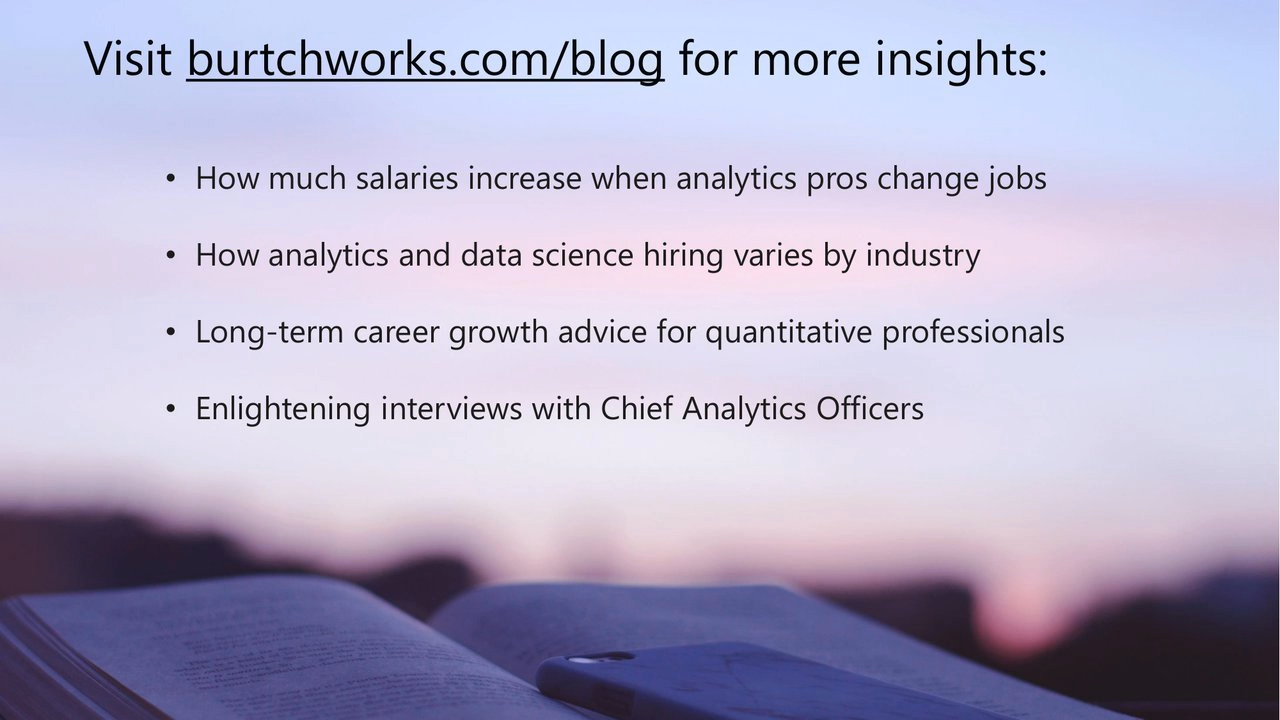 Visit burtchworks.com/blog for more insights:
• How much salaries increase when analytics pros change jobs
• How analytics and data science hiring varies by industry
• Long-term career growth advice for quantitative professionals
• Enlightening interviews with Chief Analytics Officers